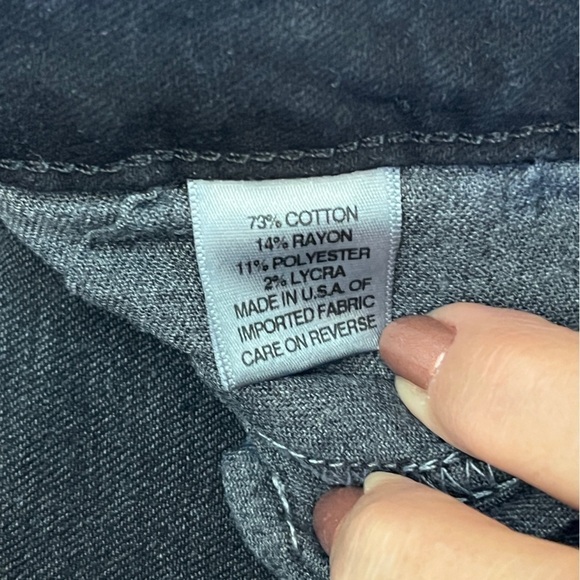 73% COTTON
14% RAYON
11% POLYESTER
2% LYCRA
MADE IN U.S.A. OF
IMPORTED FABRIC
CARE ON REVERSE